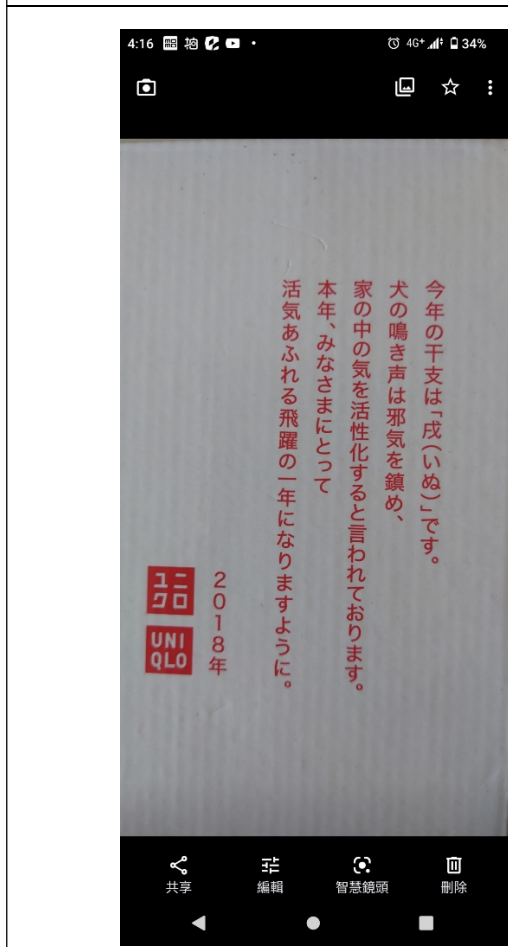 4:16
4G+
34%
今年の干支は「戌(いぬ)」です。
犬の鳴き声は邪気を鎮め、
家の中の気を活性化すると言われております。
本年、みなさまにとって
活気あふれる飛躍の一年になりますように。
2018年
ユニ
クロ
UNI
QLO
共享
編輯
智慧鏡頭
刪除